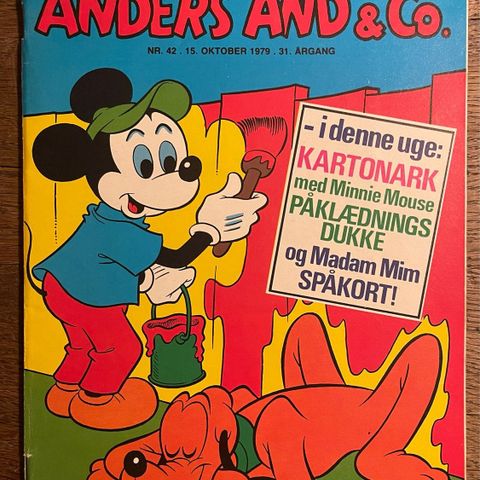 ANDERS AND & Co.
NR. 42 . 15. OKTOBER 1979 . 31. ÅRGANG
- i denne uge:
KARTONARK
med Minnie Mouse
PÅKLÆDNINGS
DUKKE
og Madam Mim
SPÅKORT!